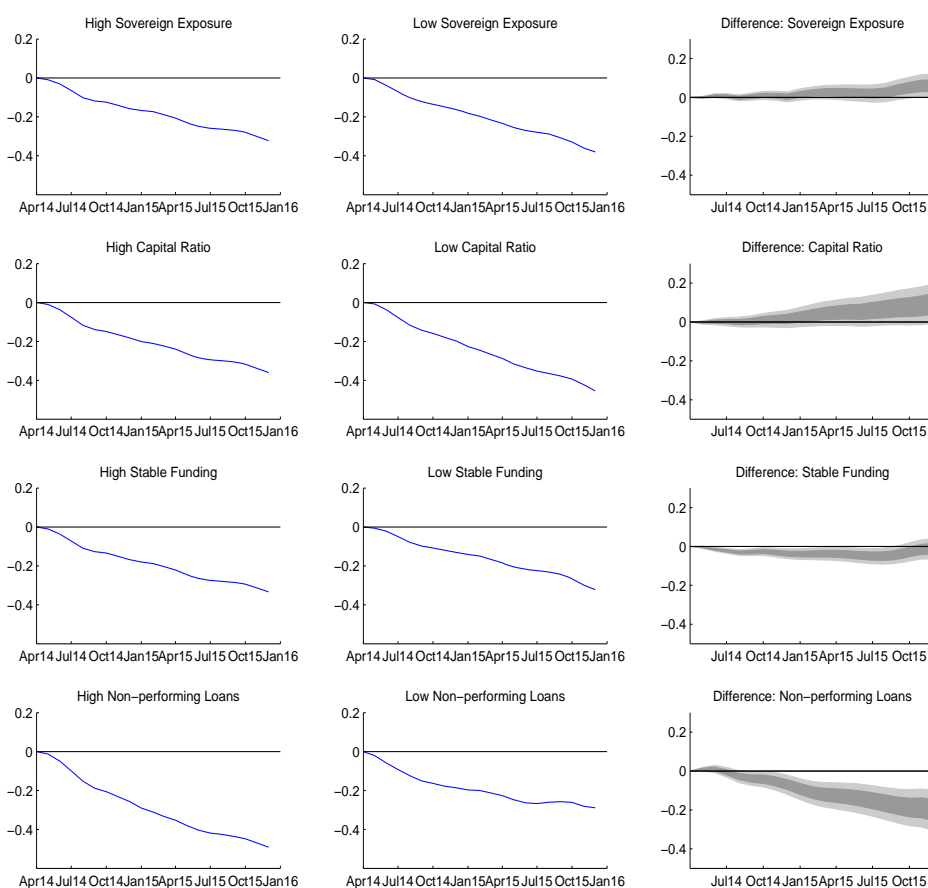 High Sovereign Exposure
0.2
0
−0.2
−0.4
Apr14 Jul14 Oct14 Jan15 Apr15 Jul15 Oct15 Jan16
Low Sovereign Exposure
0.2
0
−0.2
−0.4
Apr14 Jul14 Oct14 Jan15 Apr15 Jul15 Oct15 Jan16
Difference: Sovereign Exposure
0.2
0
−0.2
−0.4
Jul14 Oct14 Jan15 Apr15 Jul15 Oct15
High Capital Ratio
0.2
0
−0.2
−0.4
Apr14 Jul14 Oct14 Jan15 Apr15 Jul15 Oct15 Jan16
Low Capital Ratio
0.2
0
−0.2
−0.4
Apr14 Jul14 Oct14 Jan15 Apr15 Jul15 Oct15 Jan16
Difference: Capital Ratio
0.2
0
−0.2
−0.4
Jul14 Oct14 Jan15 Apr15 Jul15 Oct15
High Stable Funding
0.2
0
−0.2
−0.4
Apr14 Jul14 Oct14 Jan15 Apr15 Jul15 Oct15 Jan16
Low Stable Funding
0.2
0
−0.2
−0.4
Apr14 Jul14 Oct14 Jan15 Apr15 Jul15 Oct15 Jan16
Difference: Stable Funding
0.2
0
−0.2
−0.4
Jul14 Oct14 Jan15 Apr15 Jul15 Oct15
High Non−performing Loans
0.2
0
−0.2
−0.4
Apr14 Jul14 Oct14 Jan15 Apr15 Jul15 Oct15 Jan16
Low Non−performing Loans
0.2
0
−0.2
−0.4
Apr14 Jul14 Oct14 Jan15 Apr15 Jul15 Oct15 Jan16
Difference: Non−performing Loans
0.2
0
−0.2
−0.4
Jul14 Oct14 Jan15 Apr15 Jul15 Oct15